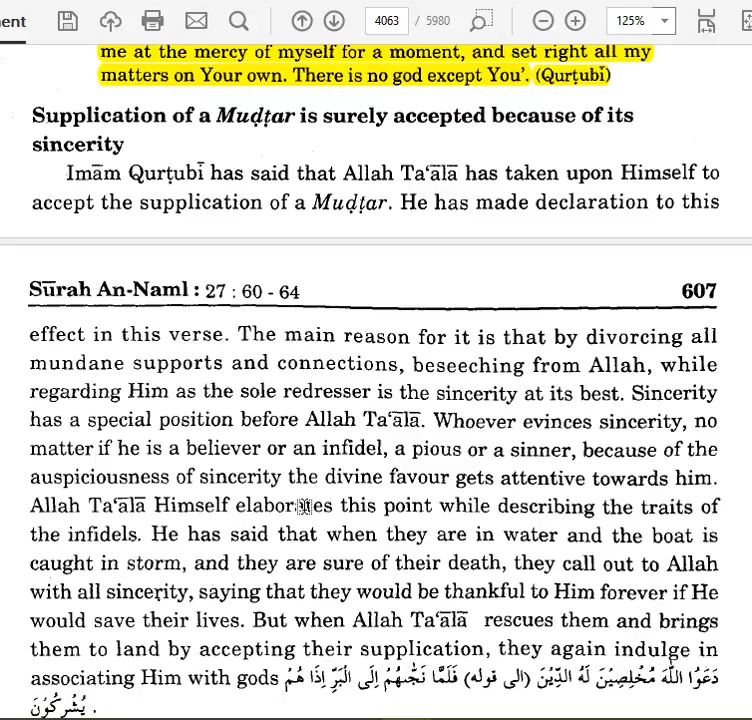 ment
4063 / 5980
125%
me at the mercy of myself for a moment, and set right all my
matters on Your own. There is no god except You’. (Qurṭubī)
Supplication of a Muḍṭar is surely accepted because of its
sincerity
Imām Qurṭubī has said that Allah Ta‘ālā has taken upon Himself to
accept the supplication of a Muḍṭar. He has made declaration to this
Sūrah An-Naml : 27 : 60 - 64 607
effect in this verse. The main reason for it is that by divorcing all
mundane supports and connections, beseeching from Allah, while
regarding Him as the sole redresser is the sincerity at its best. Sincerity
has a special position before Allah Ta‘ālā. Whoever evinces sincerity, no
matter if he is a believer or an infidel, a pious or a sinner, because of the
auspiciousness of sincerity the divine favour gets attentive towards him.
Allah Ta‘ālā Himself elaborates this point while describing the traits of
the infidels. He has said that when they are in water and the boat is
caught in storm, and they are sure of their death, they call out to Allah
with all sincerity, saying that they would be thankful to Him forever if He
would save their lives. But when Allah Ta‘ālā rescues them and brings
them to land by accepting their supplication, they again indulge in
associating Him with gods دَعَوُا اللَّهَ مُخْلِصِيْنَ لَهُ الدِّيْنَ (الى قوله) فَلَمَّا نَجّٰىهُمْ إِلَى الْبَرِّ إِذَا هُمْ
يُشْرِكُوْنَ .